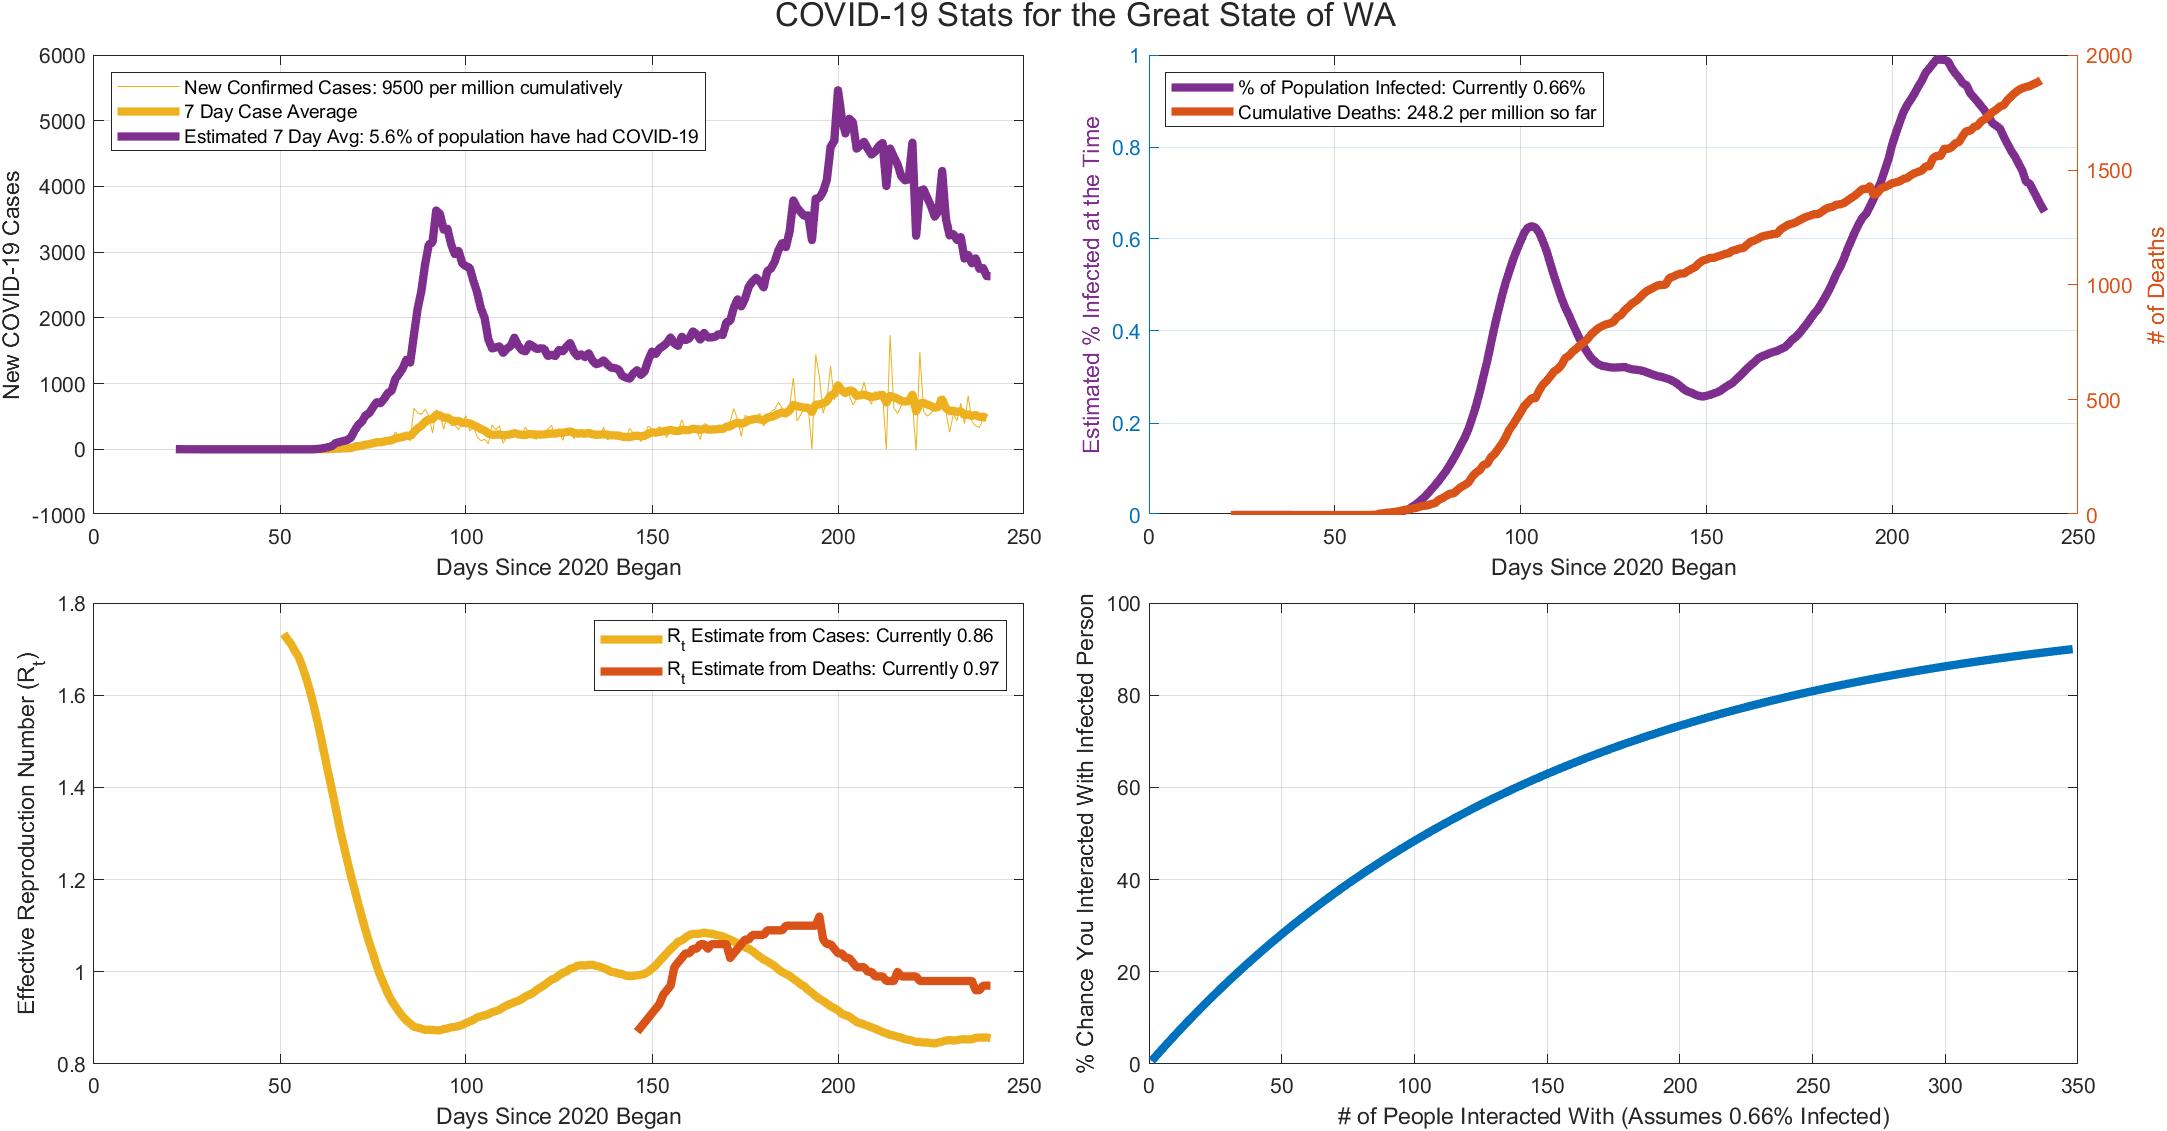 COVID-19 Stats for the Great State of WA
New COVID-19 Cases
6000
5000
4000
3000
2000
1000
0
-1000
New Confirmed Cases: 9500 per million cumulatively
7 Day Case Average
Estimated 7 Day Avg: 5.6% of population have had COVID-19
0 50 100 150 200 250
Days Since 2020 Began
Estimated % Infected at the Time
1
0.8
0.6
0.4
0.2
0
% of Population Infected: Currently 0.66%
Cumulative Deaths: 248.2 per million so far
2000
1500
1000
500
0
# of Deaths
0 50 100 150 200 250
Days Since 2020 Began
Effective Reproduction Number (Rt)
1.8
1.6
1.4
1.2
1
0.8
Rt Estimate from Cases: Currently 0.86
Rt Estimate from Deaths: Currently 0.97
0 50 100 150 200 250
Days Since 2020 Began
% Chance You Interacted With Infected Person
100
80
60
40
20
0
0 50 100 150 200 250 300 350
# of People Interacted With (Assumes 0.66% Infected)